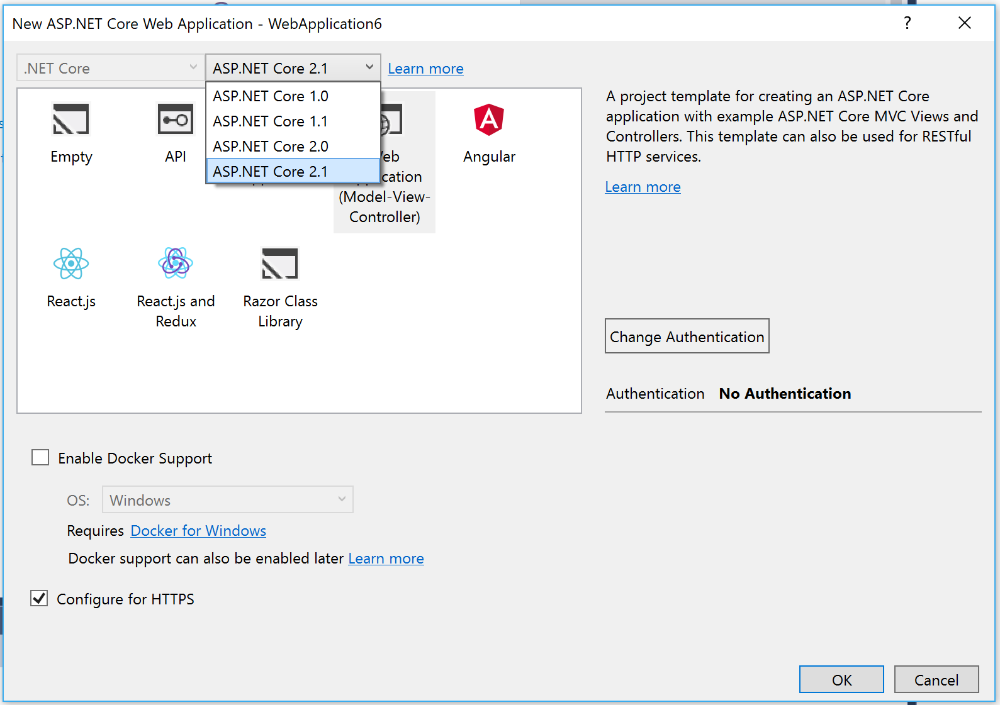 New ASP.NET Core Web Application - WebApplication6
?
.NET Core
ASP.NET Core 2.1
Learn more
ASP.NET Core 1.0
ASP.NET Core 1.1
ASP.NET Core 2.0
ASP.NET Core 2.1
Empty
API
(Model-View-
Controller)
Angular
React.js
React.js and
Redux
Razor Class
Library
A project template for creating an ASP.NET Core
application with example ASP.NET Core MVC Views and
Controllers. This template can also be used for RESTful
HTTP services.
Learn more
Change Authentication
Authentication No Authentication
Enable Docker Support
OS: Windows
Requires Docker for Windows
Docker support can also be enabled later Learn more
Configure for HTTPS
OK
Cancel